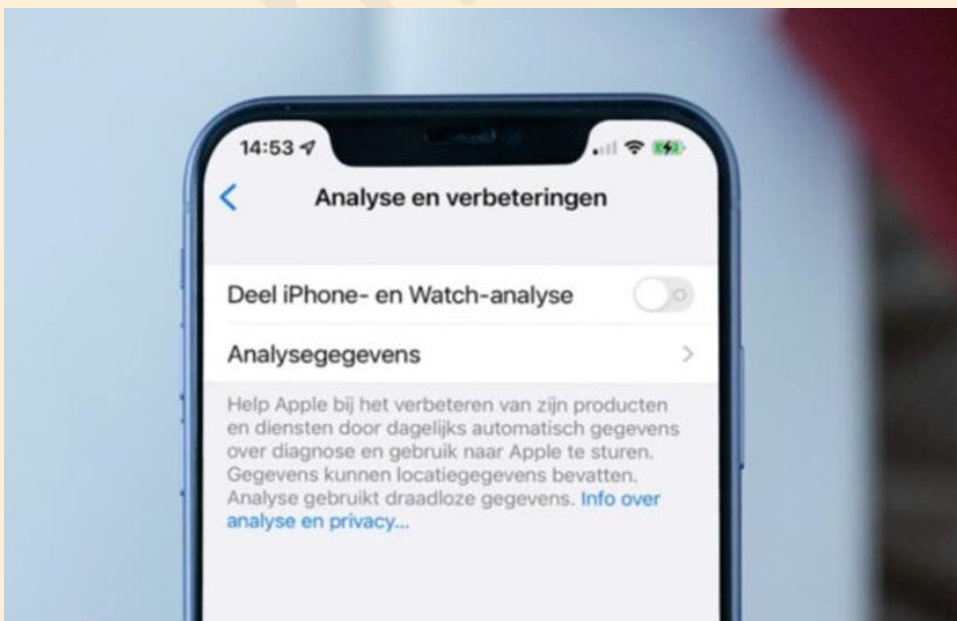 14:53
Analyse en verbeteringen
Deel iPhone- en Watch-analyse
Analysegegevens
Help Apple bij het verbeteren van zijn producten
en diensten door dagelijks automatisch gegevens
over diagnose en gebruik naar Apple te sturen.
Gegevens kunnen locatiegegevens bevatten.
Analyse gebruikt draadloze gegevens. Info over
analyse en privacy...